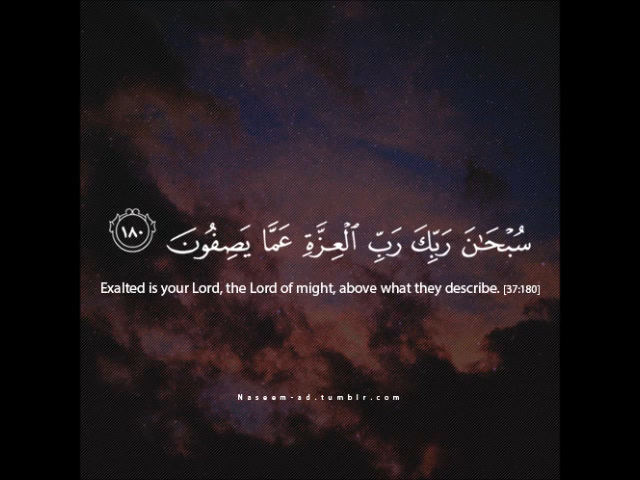 سُبْحَـٰنَ رَبِّكَ رَبِّ ٱلْعِزَّةِ عَمَّا يَصِفُونَ ١٨٠
Exalted is your Lord, the Lord of might, above what they describe. [37:180]
Naseem-ad.tumblr.com